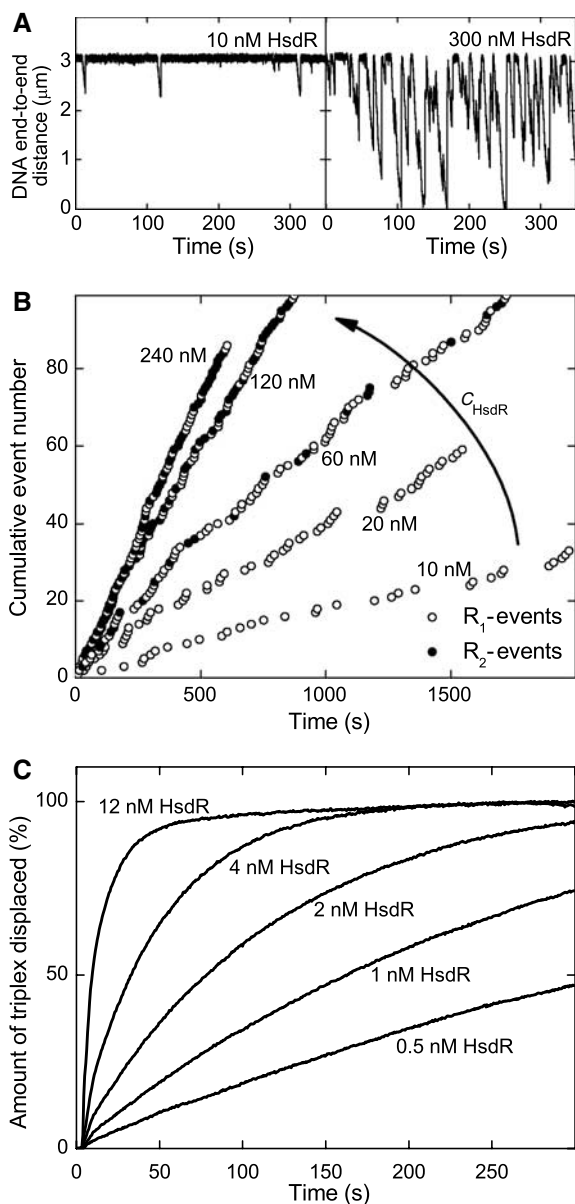 A
10 nM HsdR
300 nM HsdR
DNA end-to-end
distance (μm)
3
2
1
0
0 100 200 300 0 100 200 300
Time (s) Time (s)
B
240 nM
120 nM
60 nM
20 nM
10 nM
C_HsdR
R1-events
R2-events
Cumulative event number
80
60
40
20
0
0 500 1000 1500
Time (s)
C
12 nM HsdR
4 nM HsdR
2 nM HsdR
1 nM HsdR
0.5 nM HsdR
Amount of triplex displaced (%)
100
50
0
0 50 100 150 200 250
Time (s)